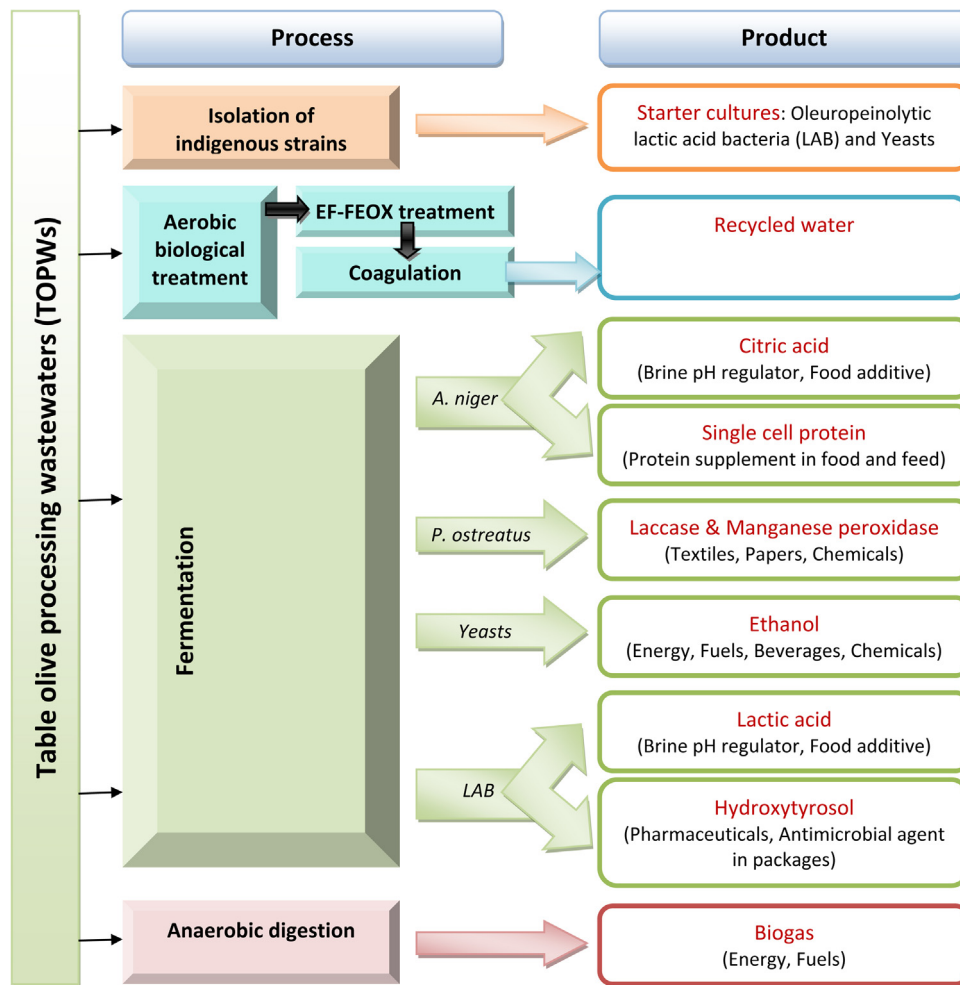 Table olive processing wastewaters (TOPWs)
Process
Product
Isolation of
indigenous strains
Starter cultures: Oleuropeinolytic
lactic acid bacteria (LAB) and Yeasts
Aerobic
biological
treatment
EF-FEOX treatment
Coagulation
Recycled water
Fermentation
A. niger
Citric acid
(Brine pH regulator, Food additive)
Single cell protein
(Protein supplement in food and feed)
P. ostreatus
Laccase & Manganese peroxidase
(Textiles, Papers, Chemicals)
Yeasts
Ethanol
(Energy, Fuels, Beverages, Chemicals)
LAB
Lactic acid
(Brine pH regulator, Food additive)
Hydroxytyrosol
(Pharmaceuticals, Antimicrobial agent
in packages)
Anaerobic digestion
Biogas
(Energy, Fuels)